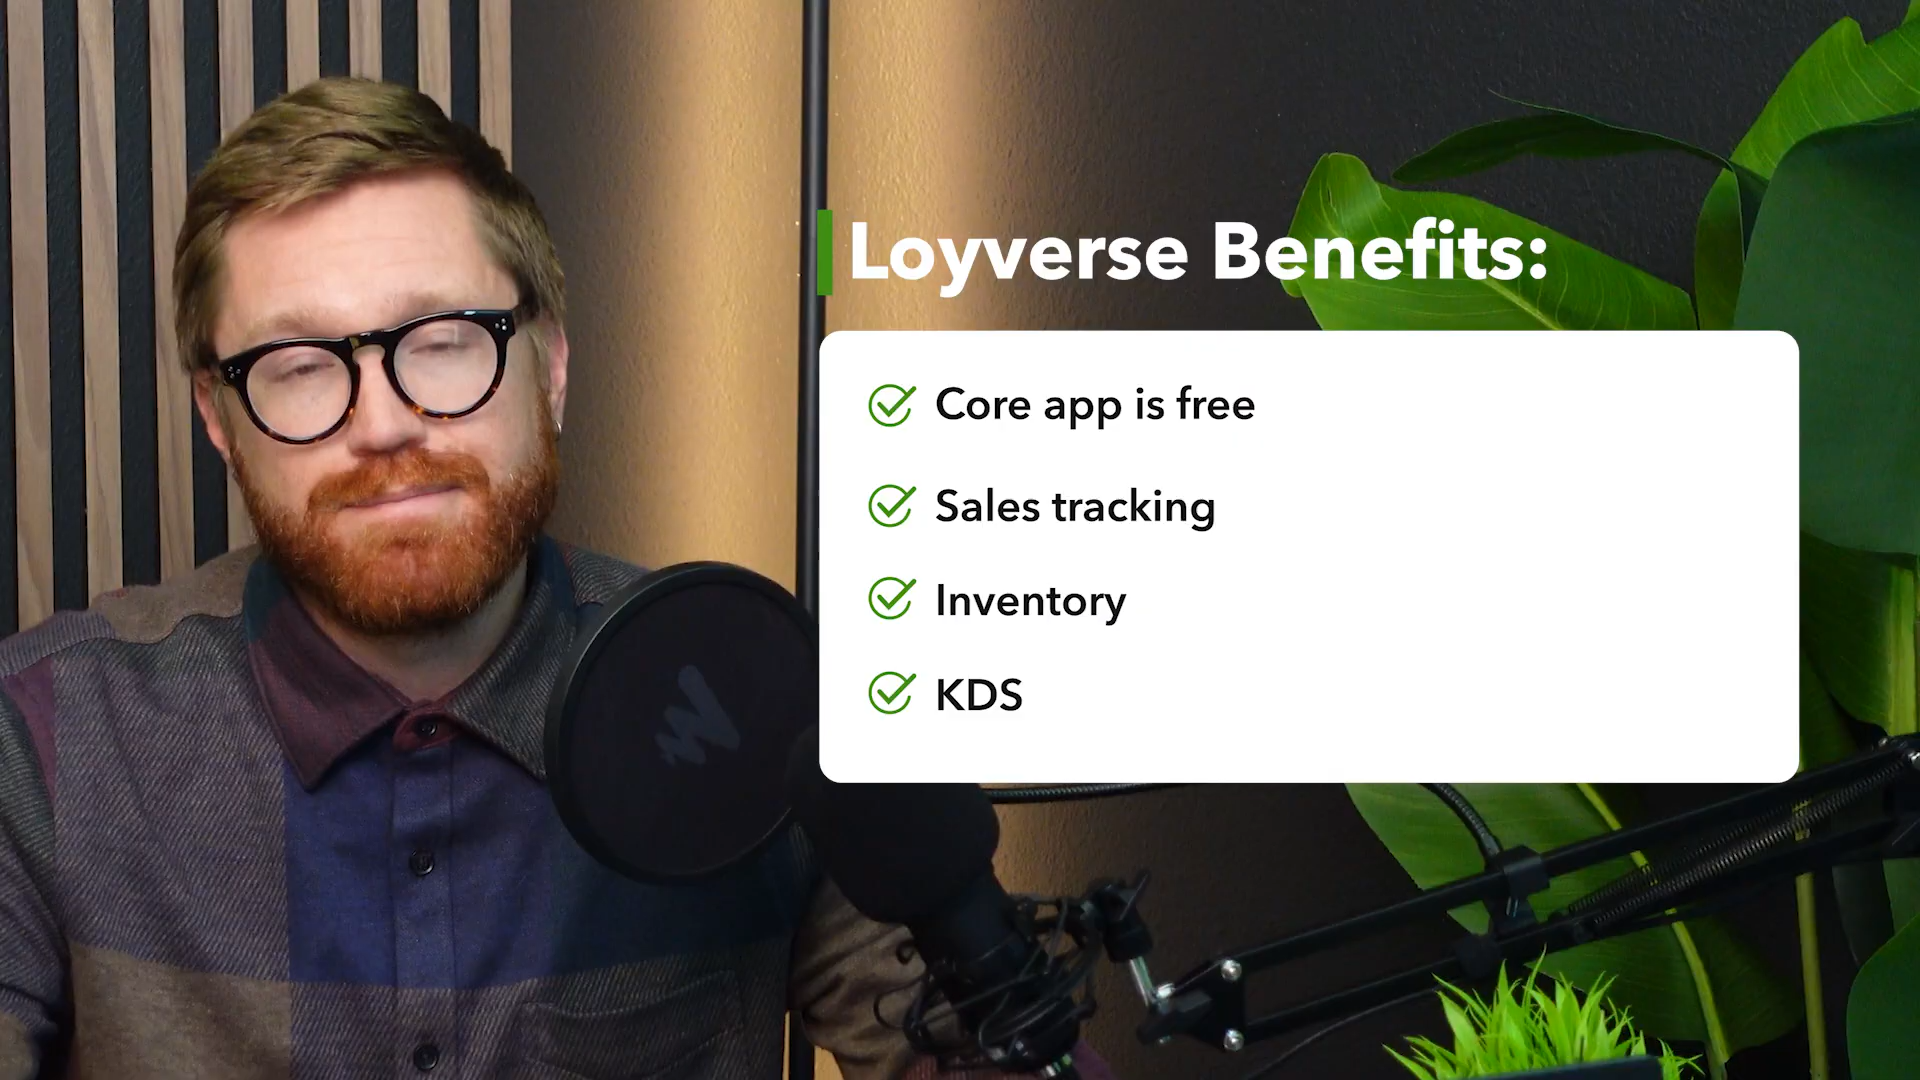 Loyverse Benefits:
Core app is free
Sales tracking
Inventory
KDS